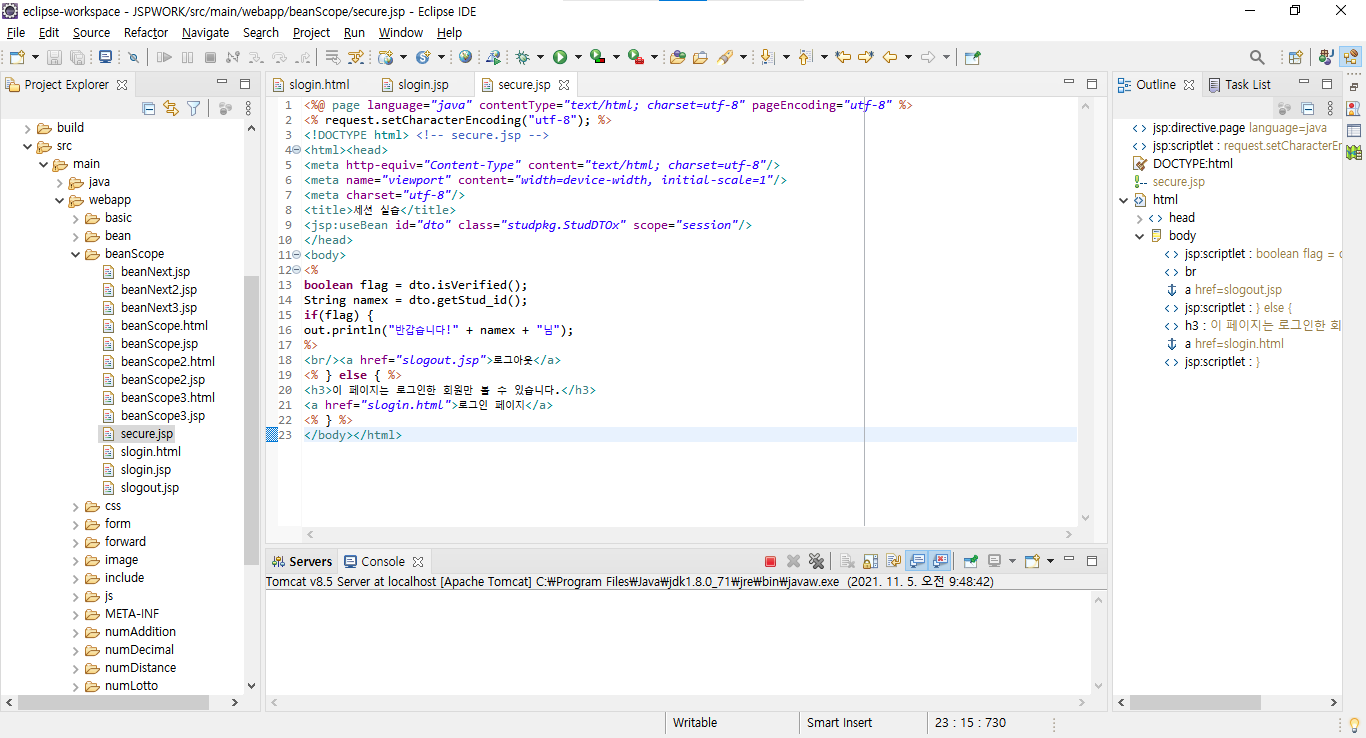 eclipse-workspace - JSPWORK/src/main/webapp/beanScope/secure.jsp - Eclipse IDE
File Edit Source Refactor Navigate Search Project Run Window Help
Project Explorer
build
src
main
java
webapp
basic
bean
beanScope
beanNext.jsp
beanNext2.jsp
beanNext3.jsp
beanScope.html
beanScope.jsp
beanScope2.html
beanScope2.jsp
beanScope3.html
beanScope3.jsp
secure.jsp
slogin.html
slogin.jsp
slogout.jsp
css
form
forward
image
include
js
META-INF
numAddition
numDecimal
numDistance
numLotto
slogin.html slogin.jsp secure.jsp
1 <%@ page language="java" contentType="text/html; charset=utf-8" pageEncoding="utf-8" %>
2 <% request.setCharacterEncoding("utf-8"); %>
3 <!DOCTYPE html> <!-- secure.jsp -->
4 <html><head>
5 <meta http-equiv="Content-Type" content="text/html; charset=utf-8"/>
6 <meta name="viewport" content="width=device-width, initial-scale=1"/>
7 <meta charset="utf-8"/>
8 <title>세션 실습</title>
9 <jsp:useBean id="dto" class="studpkg.StudDTOx" scope="session"/>
10 </head>
11 <body>
12 <%
13 boolean flag = dto.isVerified();
14 String namex = dto.getStud_id();
15 if(flag) {
16 out.println("반갑습니다!" + namex + "님");
17 %>
18 <br/><a href="slogout.jsp">로그아웃</a>
19 <% } else { %>
20 <h3>이 페이지는 로그인한 회원만 볼 수 있습니다.</h3>
21 <a href="slogin.html">로그인 페이지</a>
22 <% } %>
23 </body></html>
Servers Console
Tomcat v8.5 Server at localhost [Apache Tomcat] C:₩Program Files₩Java₩jdk1.8.0_71₩jre₩bin₩javaw.exe (2021. 11. 5. 오전 9:48:42)
Outline Task List
jsp:directive.page language=java
jsp:scriptlet : request.setCharacterEr
DOCTYPE:html
secure.jsp
html
head
body
jsp:scriptlet : boolean flag = d
br
a href=slogout.jsp
jsp:scriptlet : } else {
h3 : 이 페이지는 로그인한 회
a href=slogin.html
jsp:scriptlet : }
Writable Smart Insert 23 : 15 : 730